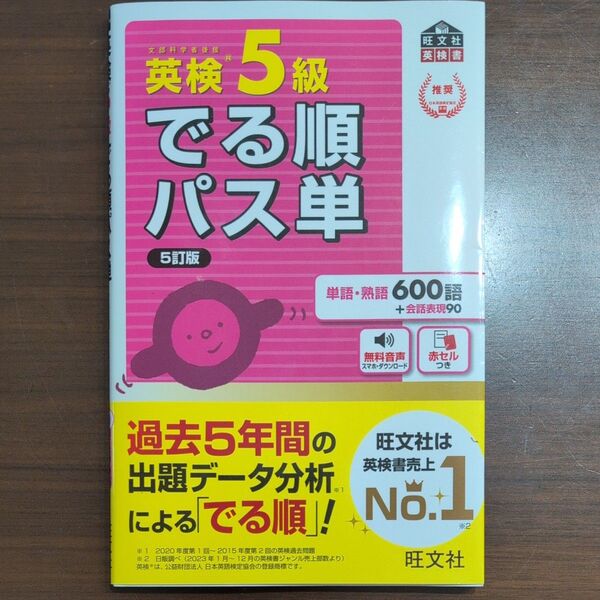 文部科学省後援
英検®5級
でる順
パス単
5訂版
旺文社
英検書
推奨
日本英語検定協会
単語・熟語600語
+会話表現90
無料音声
スマホ・ダウンロード
赤セル
つき
過去5年間の
出題データ分析※1
による「でる順」!
旺文社は
英検書売上
No.1※2
※1 2020年度第1回～2015年度第2回の英検過去問題
※2 日販調べ(2023年1月～12月の英検書ジャンル売上部数より)
英検®は、公益財団法人 日本英語検定協会の登録商標です。
旺文社